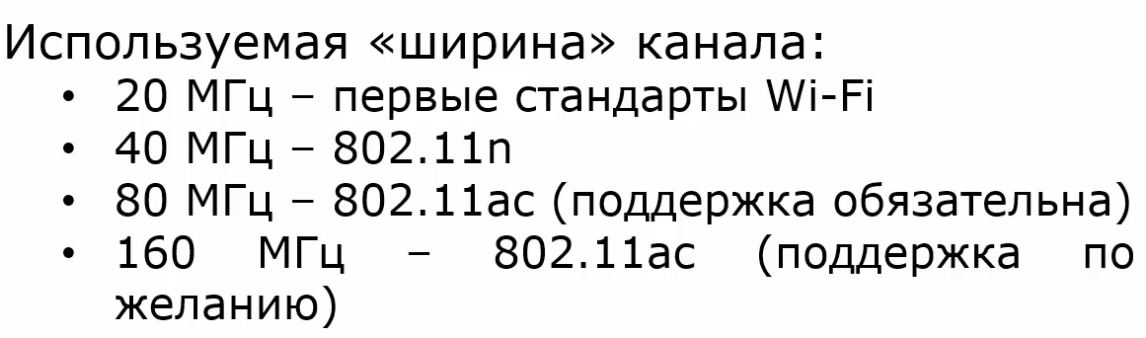 Используемая «ширина» канала:
• 20 МГц – первые стандарты Wi-Fi
• 40 МГц – 802.11n
• 80 МГц – 802.11ac (поддержка обязательна)
• 160 МГц – 802.11ac (поддержка по
желанию)